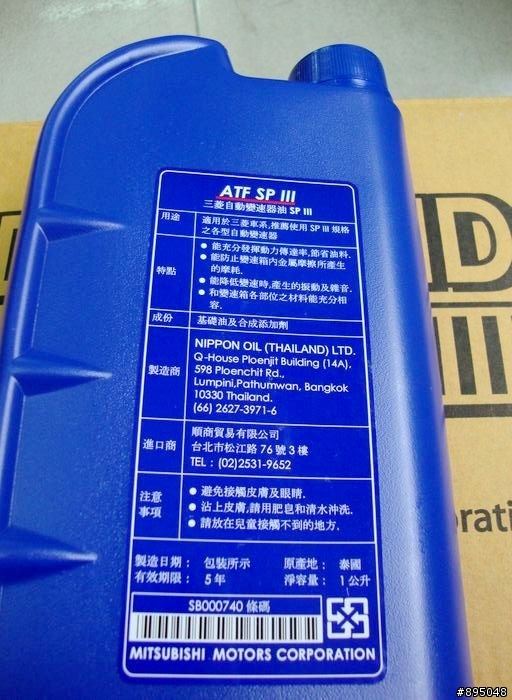 ATF SP III
三菱自動變速器油 SP III
用途 適用於三菱車系,推薦使用 SP III 規格
之各型自動變速器
特點
● 能充分發揮動力傳達率,節省油料.
● 能防止變速箱內金屬摩擦所產生
的摩耗.
● 能降低變速時,產生的振動及雜音.
● 和變速箱各部位之材料能充分相
容.
成份 基礎油及合成添加劑
製造商
NIPPON OIL (THAILAND) LTD.
Q-House Ploenjit Building (14A),
598 Ploenchit Rd.,
Lumpini,Pathumwan, Bangkok
10330 Thailand.
(66) 2627-3971-6
進口商
順商貿易有限公司
台北市松江路 76 號 3 樓
TEL : (02)2531-9652
注意
事項
● 避免接觸皮膚及眼睛.
● 沾上皮膚,請用肥皂和清水沖洗.
● 請放在兒童接觸不到的地方.
製造日期: 包裝所示 原產地: 泰國
有效期限: 5 年 淨容量: 1 公升
SB000740 條碼
MITSUBISHI MOTORS CORPORATION
D
D
III
orati
#895048